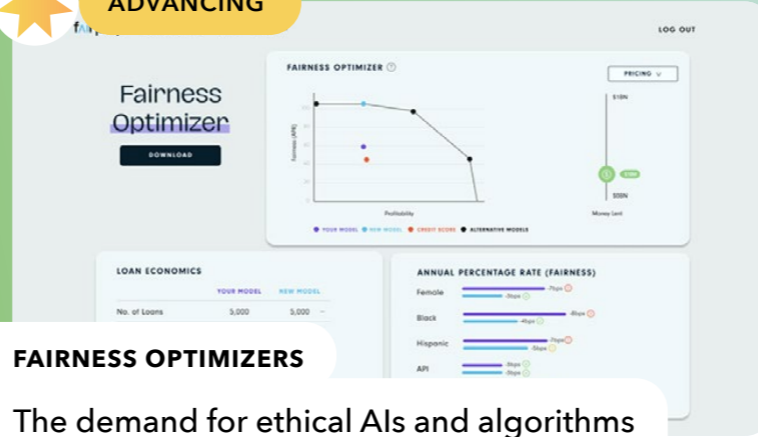 ADVANCING
LOG OUT
Fairness
Optimizer
DOWNLOAD
FAIRNESS OPTIMIZER
PRICING
Fairness (APR)
Profitability
YOUR MODEL NEW MODEL CREDIT SCORE ALTERNATIVE MODELS
Money Lent
LOAN ECONOMICS
YOUR MODEL NEW MODEL
No. of Loans 5,000 5,000 –
ANNUAL PERCENTAGE RATE (FAIRNESS)
Female
Black
Hispanic
API
FAIRNESS OPTIMIZERS
The demand for ethical AIs and algorithms